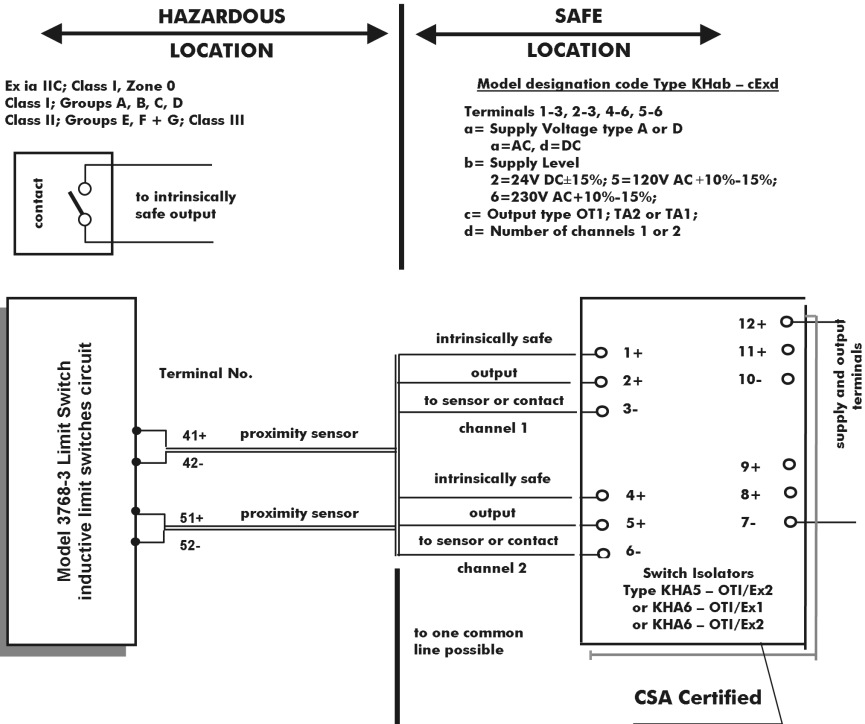 HAZARDOUS
LOCATION
SAFE
LOCATION
Ex ia IIC; Class I, Zone 0
Class I; Groups A, B, C, D
Class II; Groups E, F + G; Class III
Model designation code Type KHab – cExd
Terminals 1-3, 2-3, 4-6, 5-6
a= Supply Voltage type A or D
a=AC, d=DC
b= Supply Level
2=24V DC±15%; 5=120V AC +10%-15%;
6=230V AC+10%-15%;
c= Output type OT1; TA2 or TA1;
d= Number of channels 1 or 2
contact
to intrinsically
safe output
Model 3768-3 Limit Switch
inductive limit switches circuit
Terminal No.
41+
proximity sensor
42-
51+
proximity sensor
52-
intrinsically safe
output
to sensor or contact
channel 1
intrinsically safe
output
to sensor or contact
channel 2
1+
2+
3-
4+
5+
6-
12+
11+
10-
9+
8+
7-
supply and output
terminals
Switch Isolators
Type KHA5 – OTI/Ex2
or KHA6 – OTI/Ex1
or KHA6 – OTI/Ex2
to one common
line possible
CSA Certified